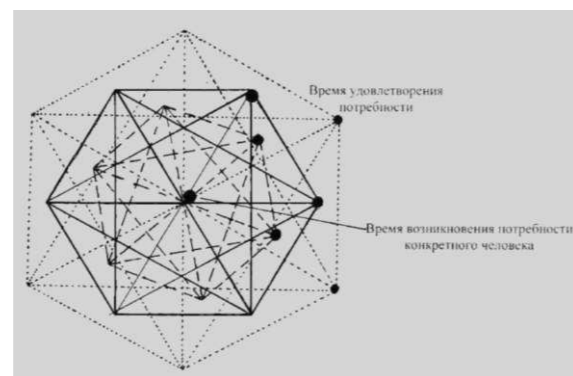 Время удовлетворения
потребности
Время возникновения потребности
конкретного человека